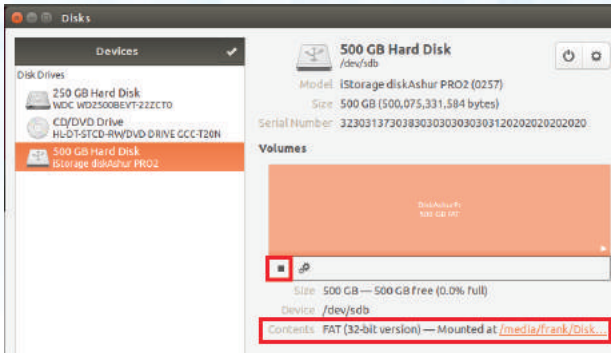 Disks
Devices
Disk Drives
250 GB Hard Disk
WDC WD2500BEVT-22ZCT0
CD/DVD Drive
HL-DT-STCD-RW/DVD DRIVE GCC-T20N
500 GB Hard Disk
iStorage diskAshur PRO2
500 GB Hard Disk
/dev/sdb
Model iStorage diskAshur PRO2 (0257)
Size 500 GB (500,075,331,584 bytes)
Serial Number
Volumes
500 GB FAT
Size 500 GB — 500 GB free (0.0% full)
Device /dev/sdb
Contents FAT (32-bit version) — Mounted at /media/frank/Disk...